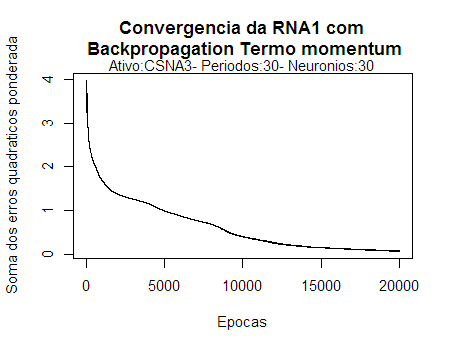 Convergencia da RNA1 com
Backpropagation Termo momentum
Ativo:CSNA3- Periodos:30- Neuronios:30
Soma dos erros quadraticos ponderada
4
3
2
1
0
0 5000 10000 15000 20000
Epocas